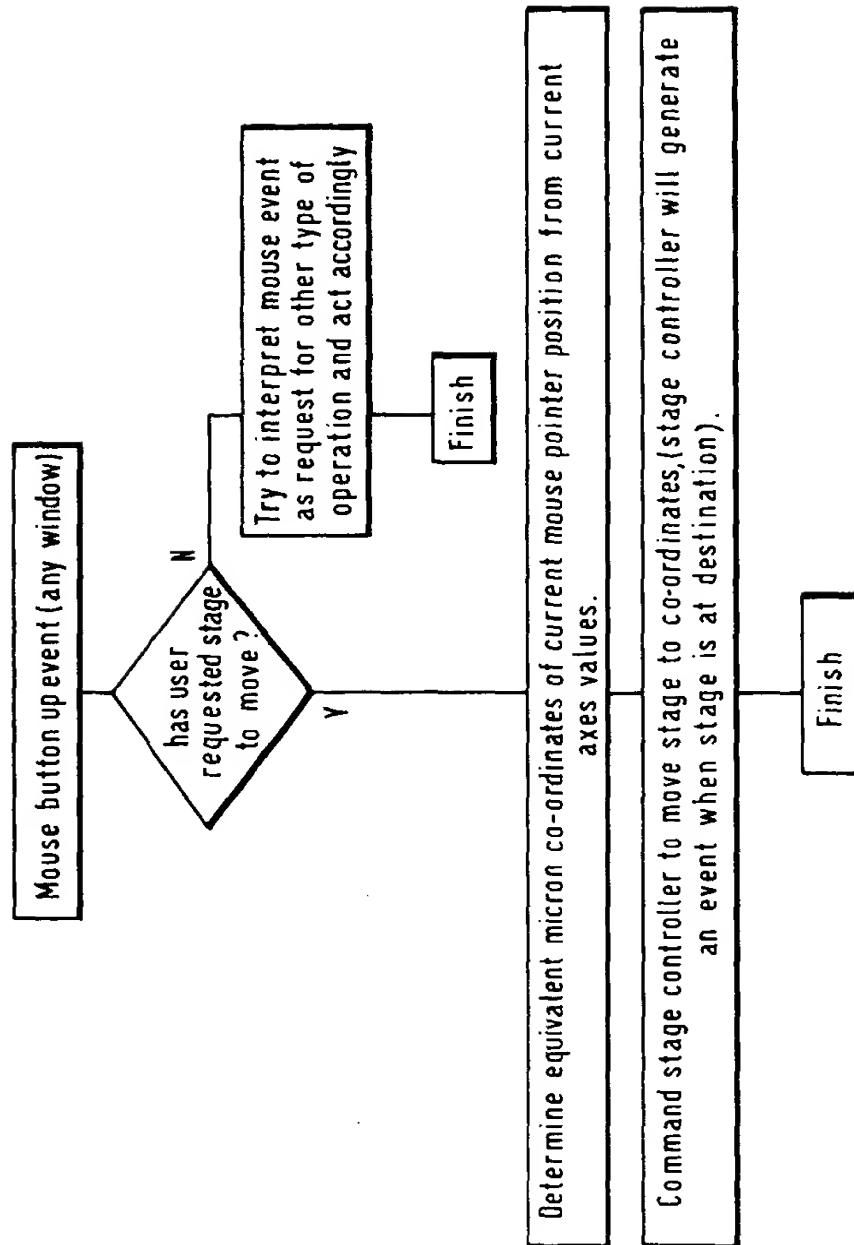 Mouse button up event (any window)
has user
requested stage
to move?
N
Y
Try to interpret mouse event
as request for other type of
operation and act accordingly
Finish
Determine equivalent micron co-ordinates of current mouse pointer position from current
axes values.
Command stage controller to move stage to co-ordinates,(stage controller will generate
an event when stage is at destination).
Finish